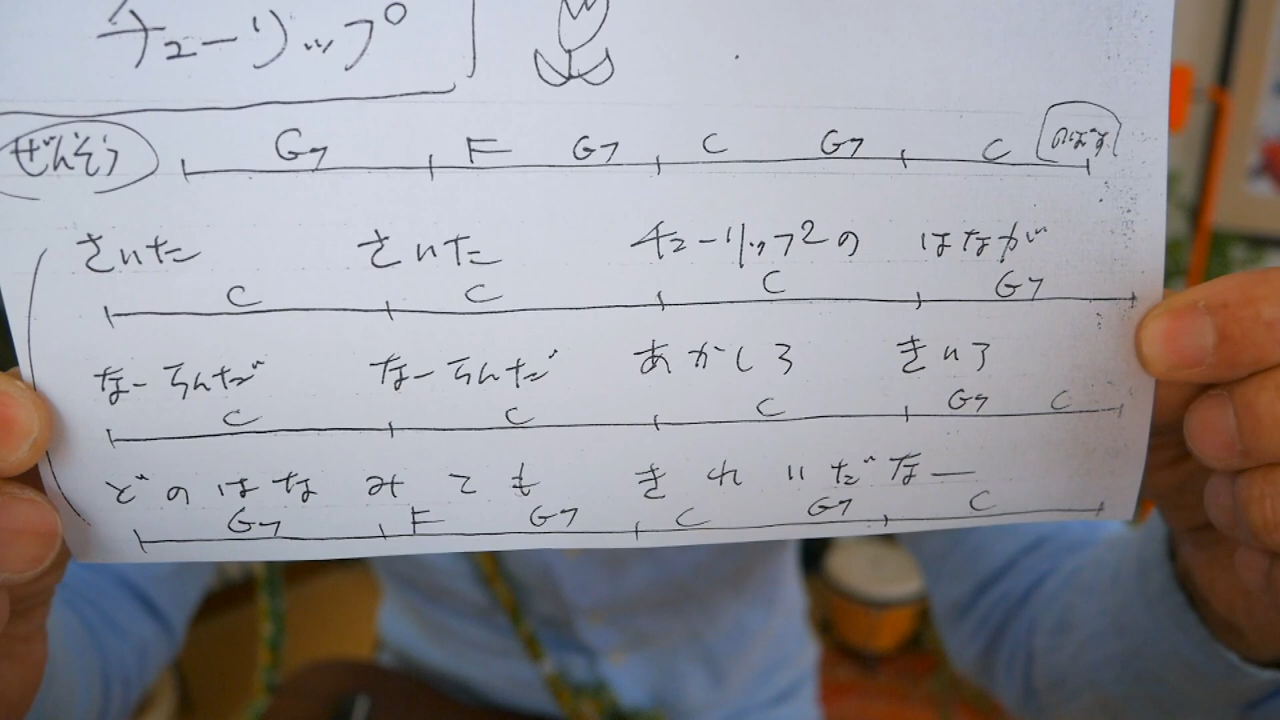 チューリップ
ぜんそう G7 F G7 C G7 C のばす
さいた さいた チューリップの はなが
C C C G7
なーらんだ なーらんだ あかしろ きいろ
C C C G7 C
どのはな みても きれいだなー
G7 F G7 C G7 C